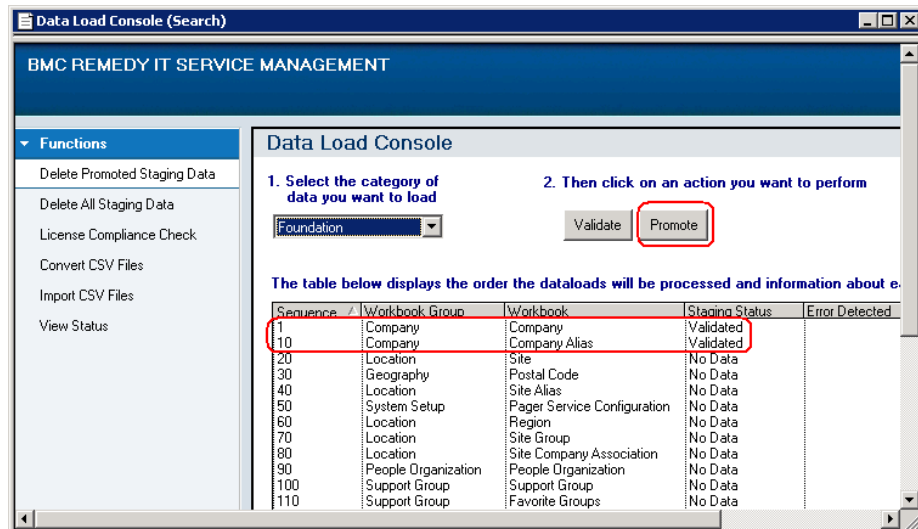 Data Load Console (Search)
BMC REMEDY IT SERVICE MANAGEMENT
Functions
Delete Promoted Staging Data
Delete All Staging Data
License Compliance Check
Convert CSV Files
Import CSV Files
View Status
Data Load Console
1. Select the category of
data you want to load
Foundation
2. Then click on an action you want to perform
Validate Promote
The table below displays the order the dataloads will be processed and information about e
Sequence Workbook Group Workbook Staging Status Error Detected
1 Company Company Validated
10 Company Company Alias Validated
20 Location Site No Data
30 Geography Postal Code No Data
40 Location Site Alias No Data
50 System Setup Pager Service Configuration No Data
60 Location Region No Data
70 Location Site Group No Data
80 Location Site Company Association No Data
90 People Organization People Organization No Data
100 Support Group Support Group No Data
110 Support Group Favorite Groups No Data